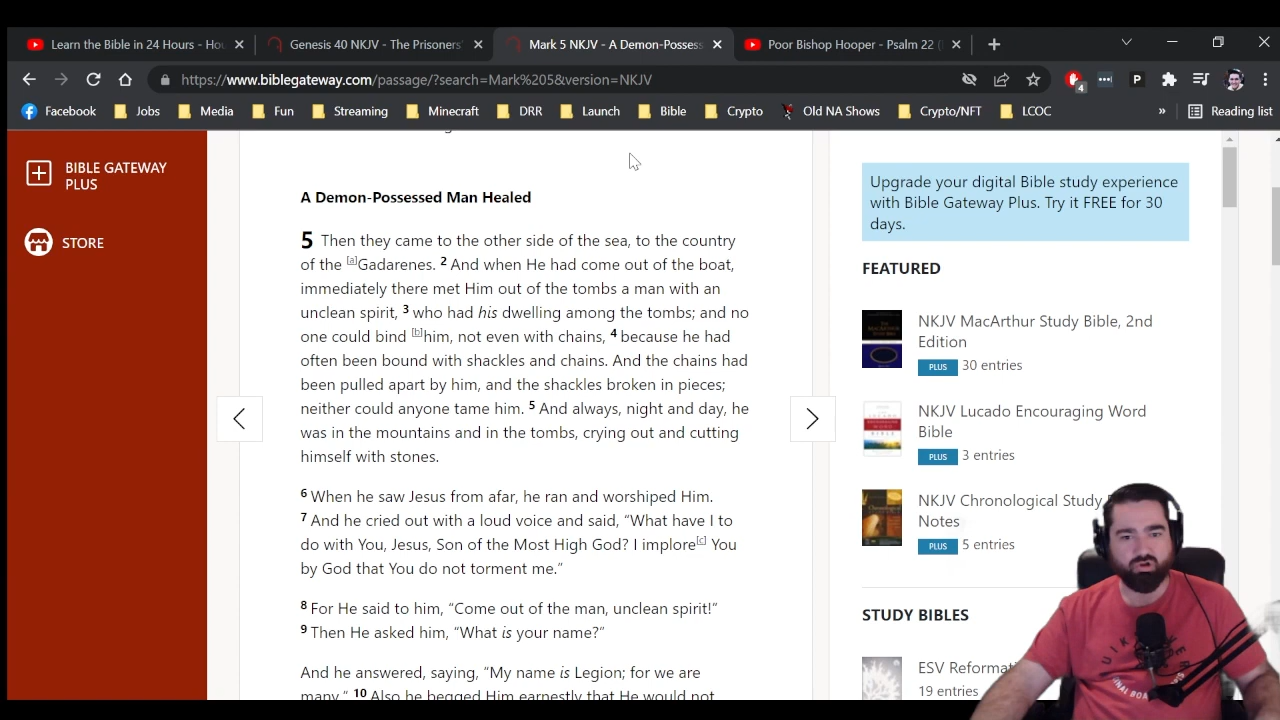 Learn the Bible in 24 Hours - Hou
Genesis 40 NKJV - The Prisoners'
Mark 5 NKJV - A Demon-Possess
Poor Bishop Hooper - Psalm 22 (
https://www.biblegateway.com/passage/?search=Mark%205&version=NKJV
4
P
Facebook
Jobs
Media
Fun
Streaming
Minecraft
DRR
Launch
Bible
Crypto
Old NA Shows
Crypto/NFT
LCOC
»
Reading list
BIBLE GATEWAY
PLUS
STORE
A Demon-Possessed Man Healed
5 Then they came to the other side of the sea, to the country
of the [a]Gadarenes. 2 And when He had come out of the boat,
immediately there met Him out of the tombs a man with an
unclean spirit, 3 who had his dwelling among the tombs; and no
one could bind [b]him, not even with chains, 4 because he had
often been bound with shackles and chains. And the chains had
been pulled apart by him, and the shackles broken in pieces;
neither could anyone tame him. 5 And always, night and day, he
was in the mountains and in the tombs, crying out and cutting
himself with stones.
6 When he saw Jesus from afar, he ran and worshiped Him.
7 And he cried out with a loud voice and said, “What have I to
do with You, Jesus, Son of the Most High God? I implore[c] You
by God that You do not torment me.”
8 For He said to him, “Come out of the man, unclean spirit!”
9 Then He asked him, “What is your name?”
And he answered, saying, “My name is Legion; for we are
many.” 10 Also he begged Him earnestly that He would not
Upgrade your digital Bible study experience
with Bible Gateway Plus. Try it FREE for 30
days.
FEATURED
NKJV MacArthur Study Bible, 2nd
Edition
PLUS 30 entries
NKJV Lucado Encouraging Word
Bible
PLUS 3 entries
NKJV Chronological Study
Notes
PLUS 5 entries
STUDY BIBLES
ESV Reformati
19 entries